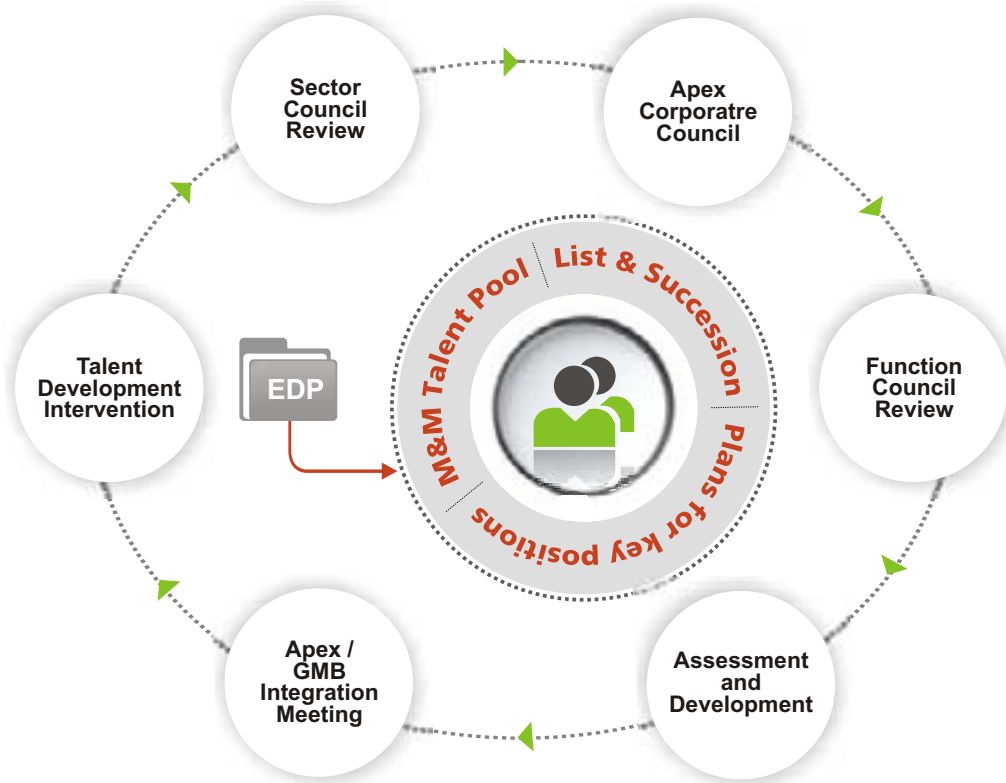 Sector
Council
Review
Apex
Corporatre
Council
Function
Council
Review
Assessment
and
Development
Apex /
GMB
Integration
Meeting
Talent
Development
Intervention
EDP
M&M Talent Pool
List & Succession
Plans for key positions